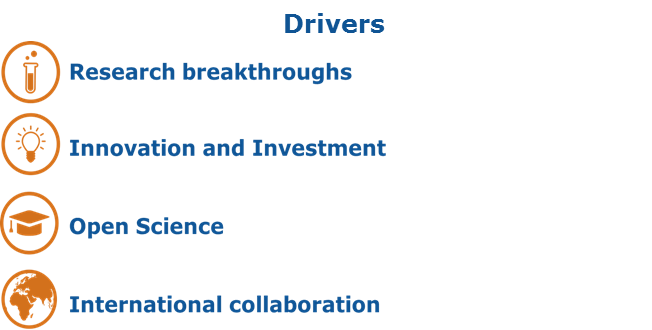 Drivers
Research breakthroughs
Innovation and Investment
Open Science
International collaboration